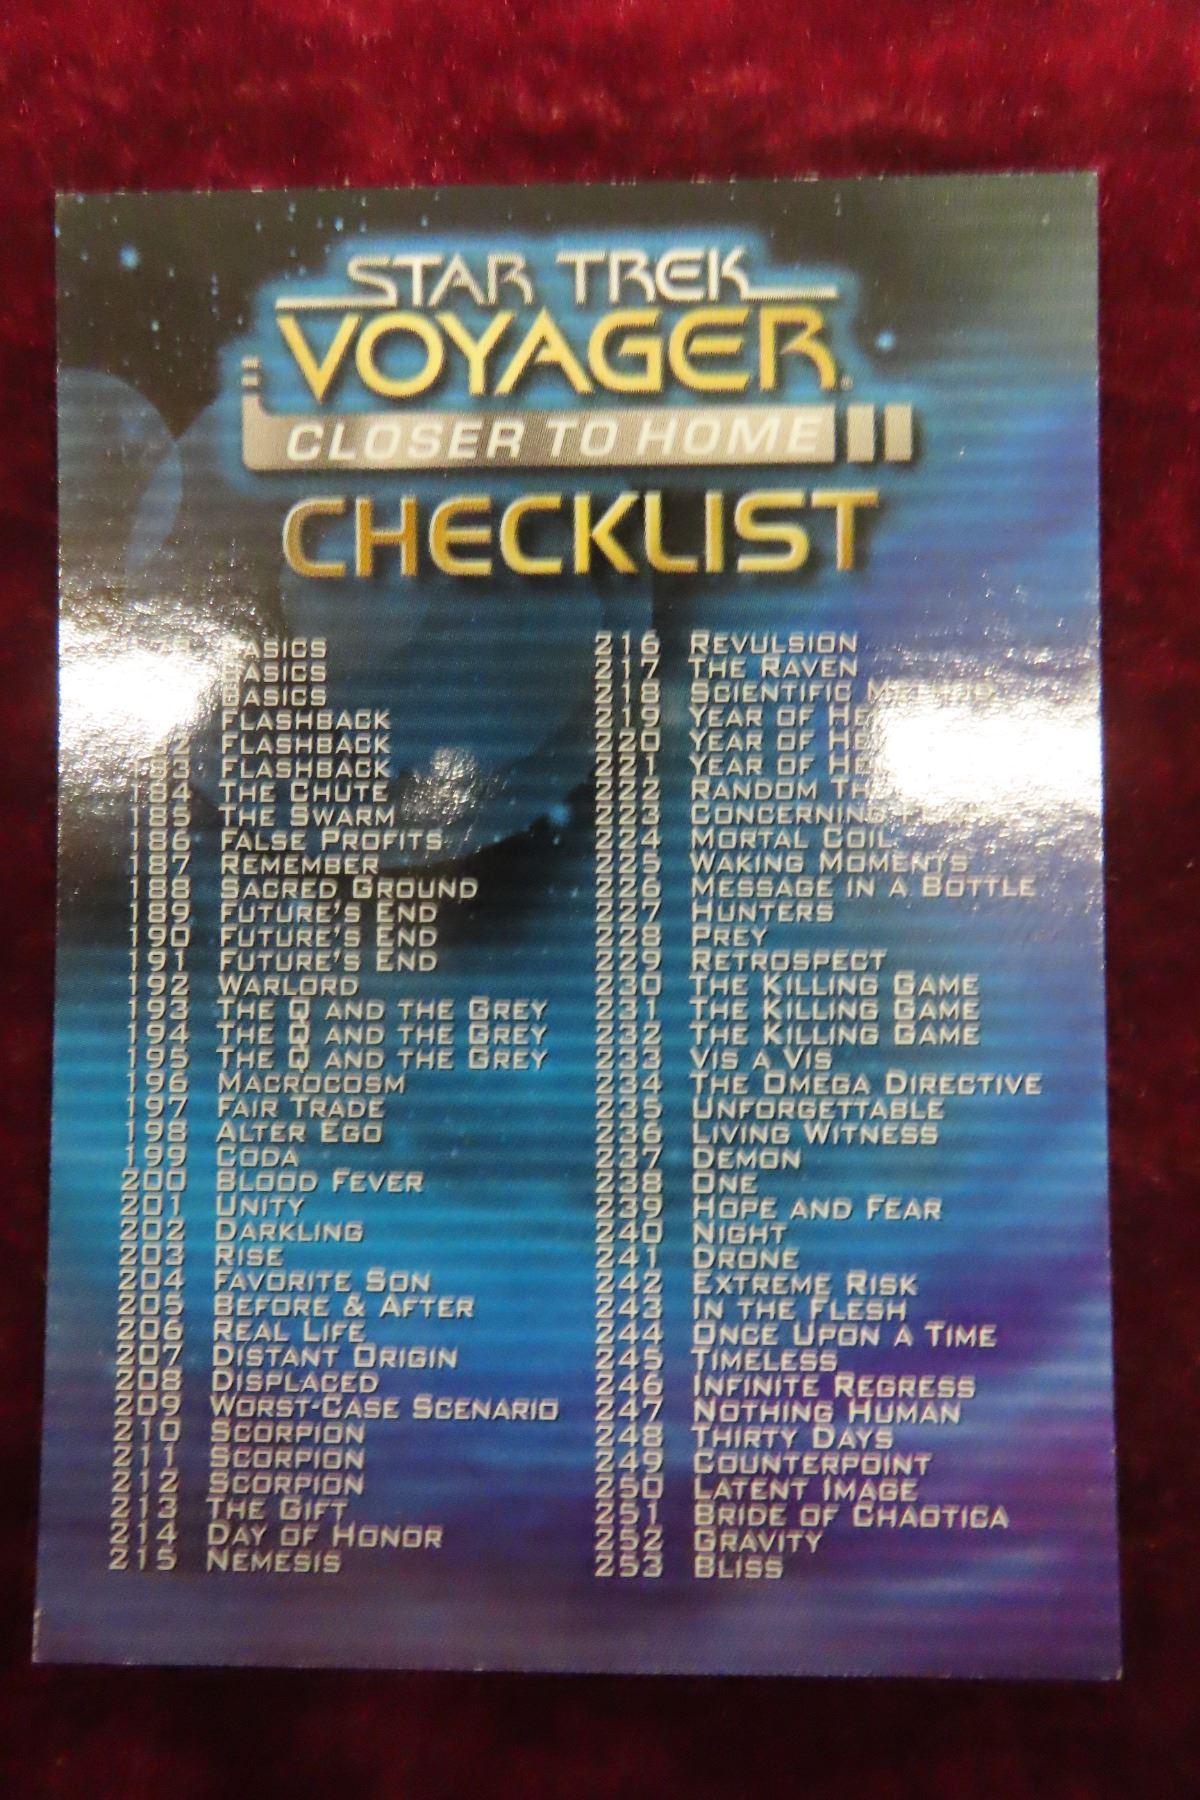 STAR TREK
VOYAGER
CLOSER TO HOME
CHECKLIST
BASICS
BASICS
BASICS
FLASHBACK
FLASHBACK
183 FLASHBACK
184 THE CHUTE
185 THE SWARM
186 FALSE PROFITS
187 REMEMBER
188 SACRED GROUND
189 FUTURE'S END
190 FUTURE'S END
191 FUTURE'S END
192 WARLORD
193 THE Q AND THE GREY
194 THE Q AND THE GREY
195 THE Q AND THE GREY
196 MACROCOSM
197 FAIR TRADE
198 ALTER EGO
199 CODA
200 BLOOD FEVER
201 UNITY
202 DARKLING
203 RISE
204 FAVORITE SON
205 BEFORE & AFTER
206 REAL LIFE
207 DISTANT ORIGIN
208 DISPLACED
209 WORST-CASE SCENARIO
210 SCORPION
211 SCORPION
212 SCORPION
213 THE GIFT
214 DAY OF HONOR
215 NEMESIS
216 REVULSION
217 THE RAVEN
218 SCIENTIFIC METHOD
219 YEAR OF
220 YEAR OF
221 YEAR OF
222 RANDOM
223 CONCERNING
224 MORTAL COIL
225 WAKING MOMENTS
226 MESSAGE IN A BOTTLE
227 HUNTERS
228 PREY
229 RETROSPECT
230 THE KILLING GAME
231 THE KILLING GAME
232 THE KILLING GAME
233 VIS A VIS
234 THE OMEGA DIRECTIVE
235 UNFORGETTABLE
236 LIVING WITNESS
237 DEMON
238 ONE
239 HOPE AND FEAR
240 NIGHT
241 DRONE
242 EXTREME RISK
243 IN THE FLESH
244 ONCE UPON A TIME
245 TIMELESS
246 INFINITE REGRESS
247 NOTHING HUMAN
248 THIRTY DAYS
249 COUNTERPOINT
250 LATENT IMAGE
251 BRIDE OF CHAOTICA
252 GRAVITY
253 BLISS